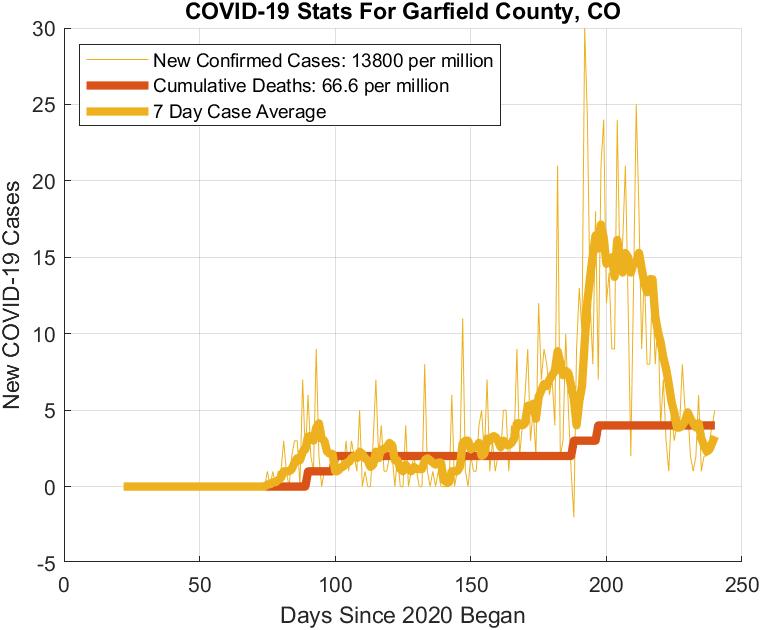 COVID-19 Stats For Garfield County, CO
30
New Confirmed Cases: 13800 per million
Cumulative Deaths: 66.6 per million
7 Day Case Average
25
20
15
10
5
0
-5
New COVID-19 Cases
0 50 100 150 200 250
Days Since 2020 Began